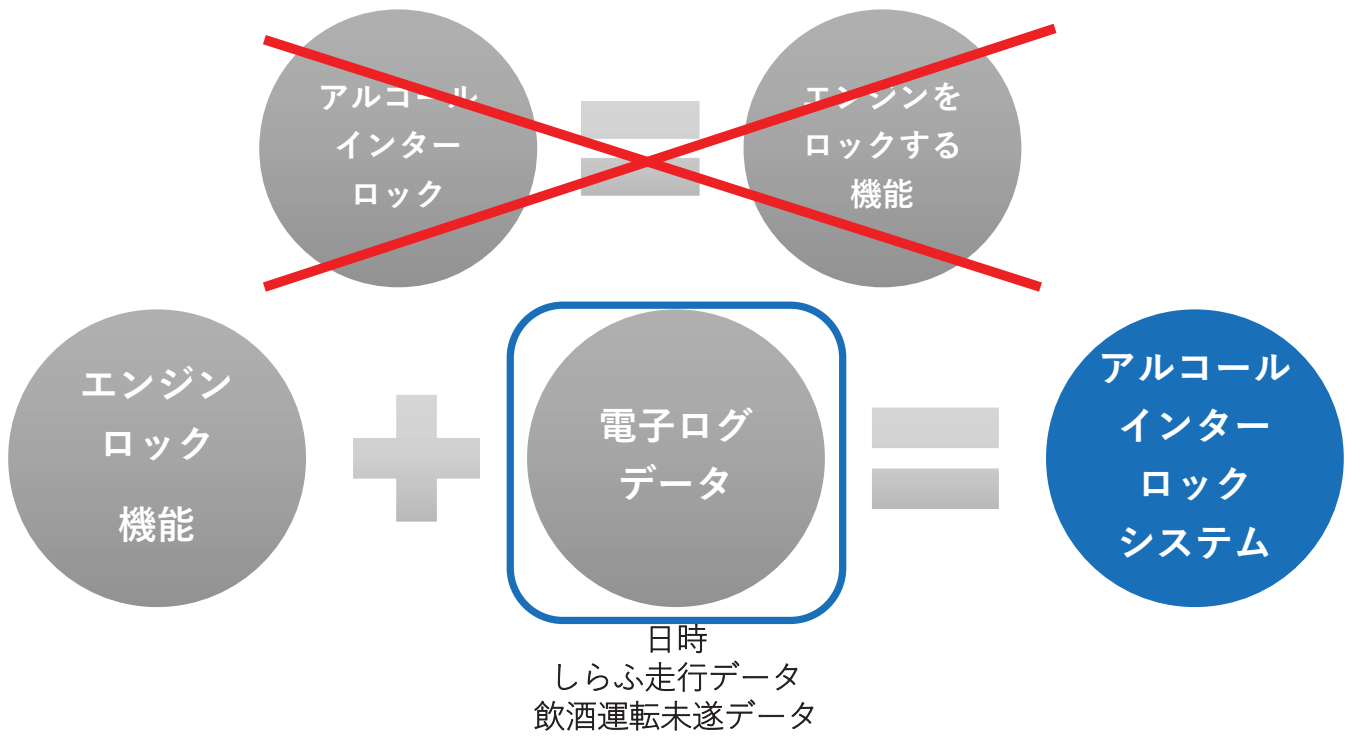 アルコール
インター
ロック
エンジンを
ロックする
機能
エンジン
ロック
機能
電子ログ
データ
アルコール
インター
ロック
システム
日時
しらふ走行データ
飲酒運転未遂データ